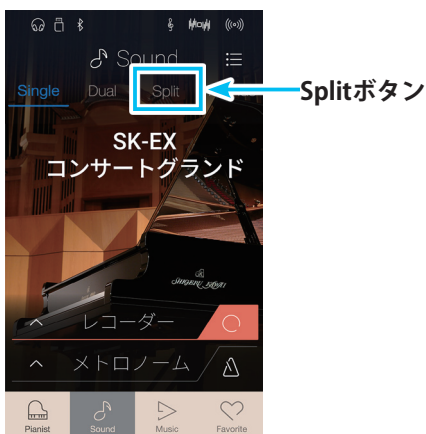 Sound
Single Dual Split
Splitボタン
SK-EX
コンサートグランド
SHIGERU KAWAI
レコーダー
メトロノーム
Pianist Sound Music Favorite